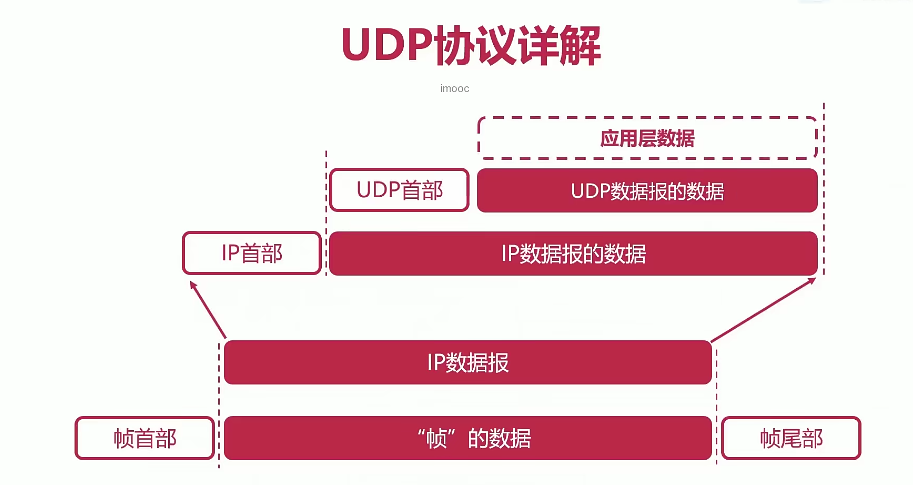 UDP协议详解
imooc
应用层数据
UDP首部 UDP数据报的数据
IP首部 IP数据报的数据
IP数据报
帧首部 “帧”的数据 帧尾部